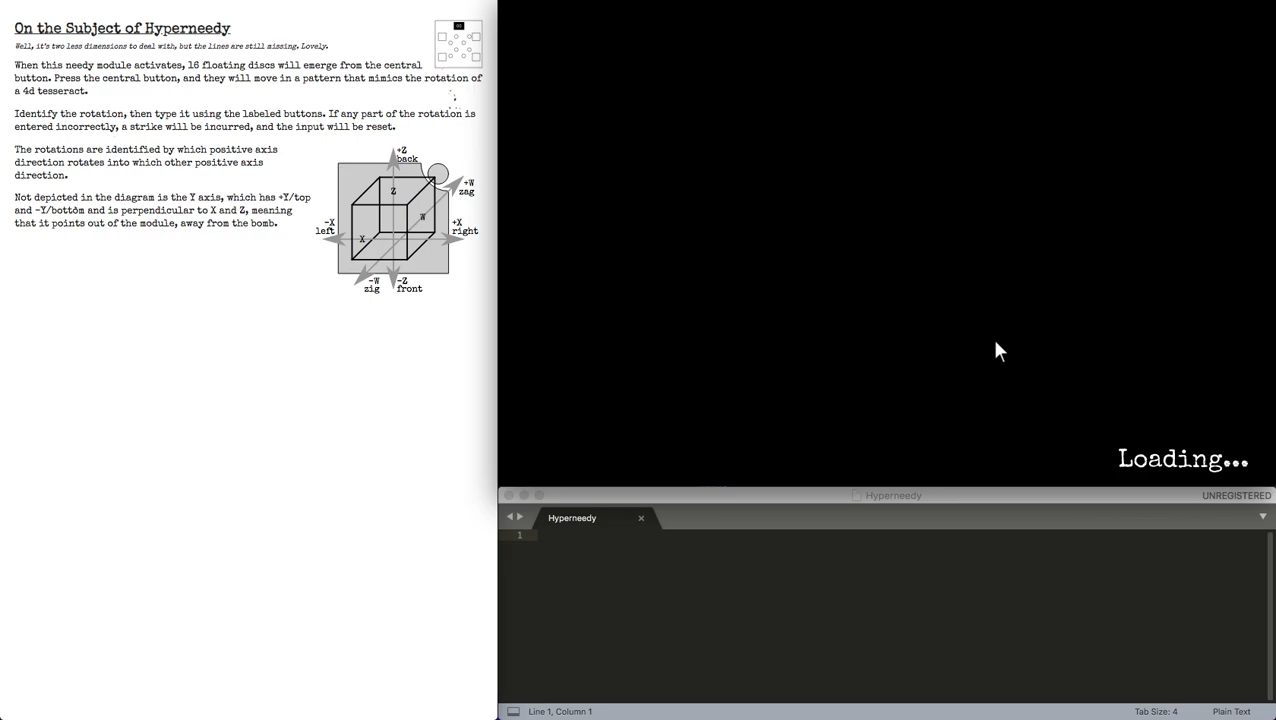 On the Subject of Hyperneedy
Well, it's two less dimensions to deal with, but the lines are still missing. Lovely.
When this needy module activates, 16 floating discs will emerge from the central
button. Press the central button, and they will move in a pattern that mimics the rotation of
a 4d tesseract.
Identify the rotation, then type it using the labeled buttons. If any part of the rotation is
entered incorrectly, a strike will be incurred, and the input will be reset.
The rotations are identified by which positive axis
direction rotates into which other positive axis
direction.
Not depicted in the diagram is the Y axis, which has +Y/top
and -Y/bottom and is perpendicular to X and Z, meaning
that it points out of the module, away from the bomb.
+Z
back
+W
zag
Z
W
-X
left
X
+X
right
-W
zig
-Z
front
Loading...
Hyperneedy
UNREGISTERED
Hyperneedy
1
Line 1, Column 1
Tab Size: 4
Plain Text